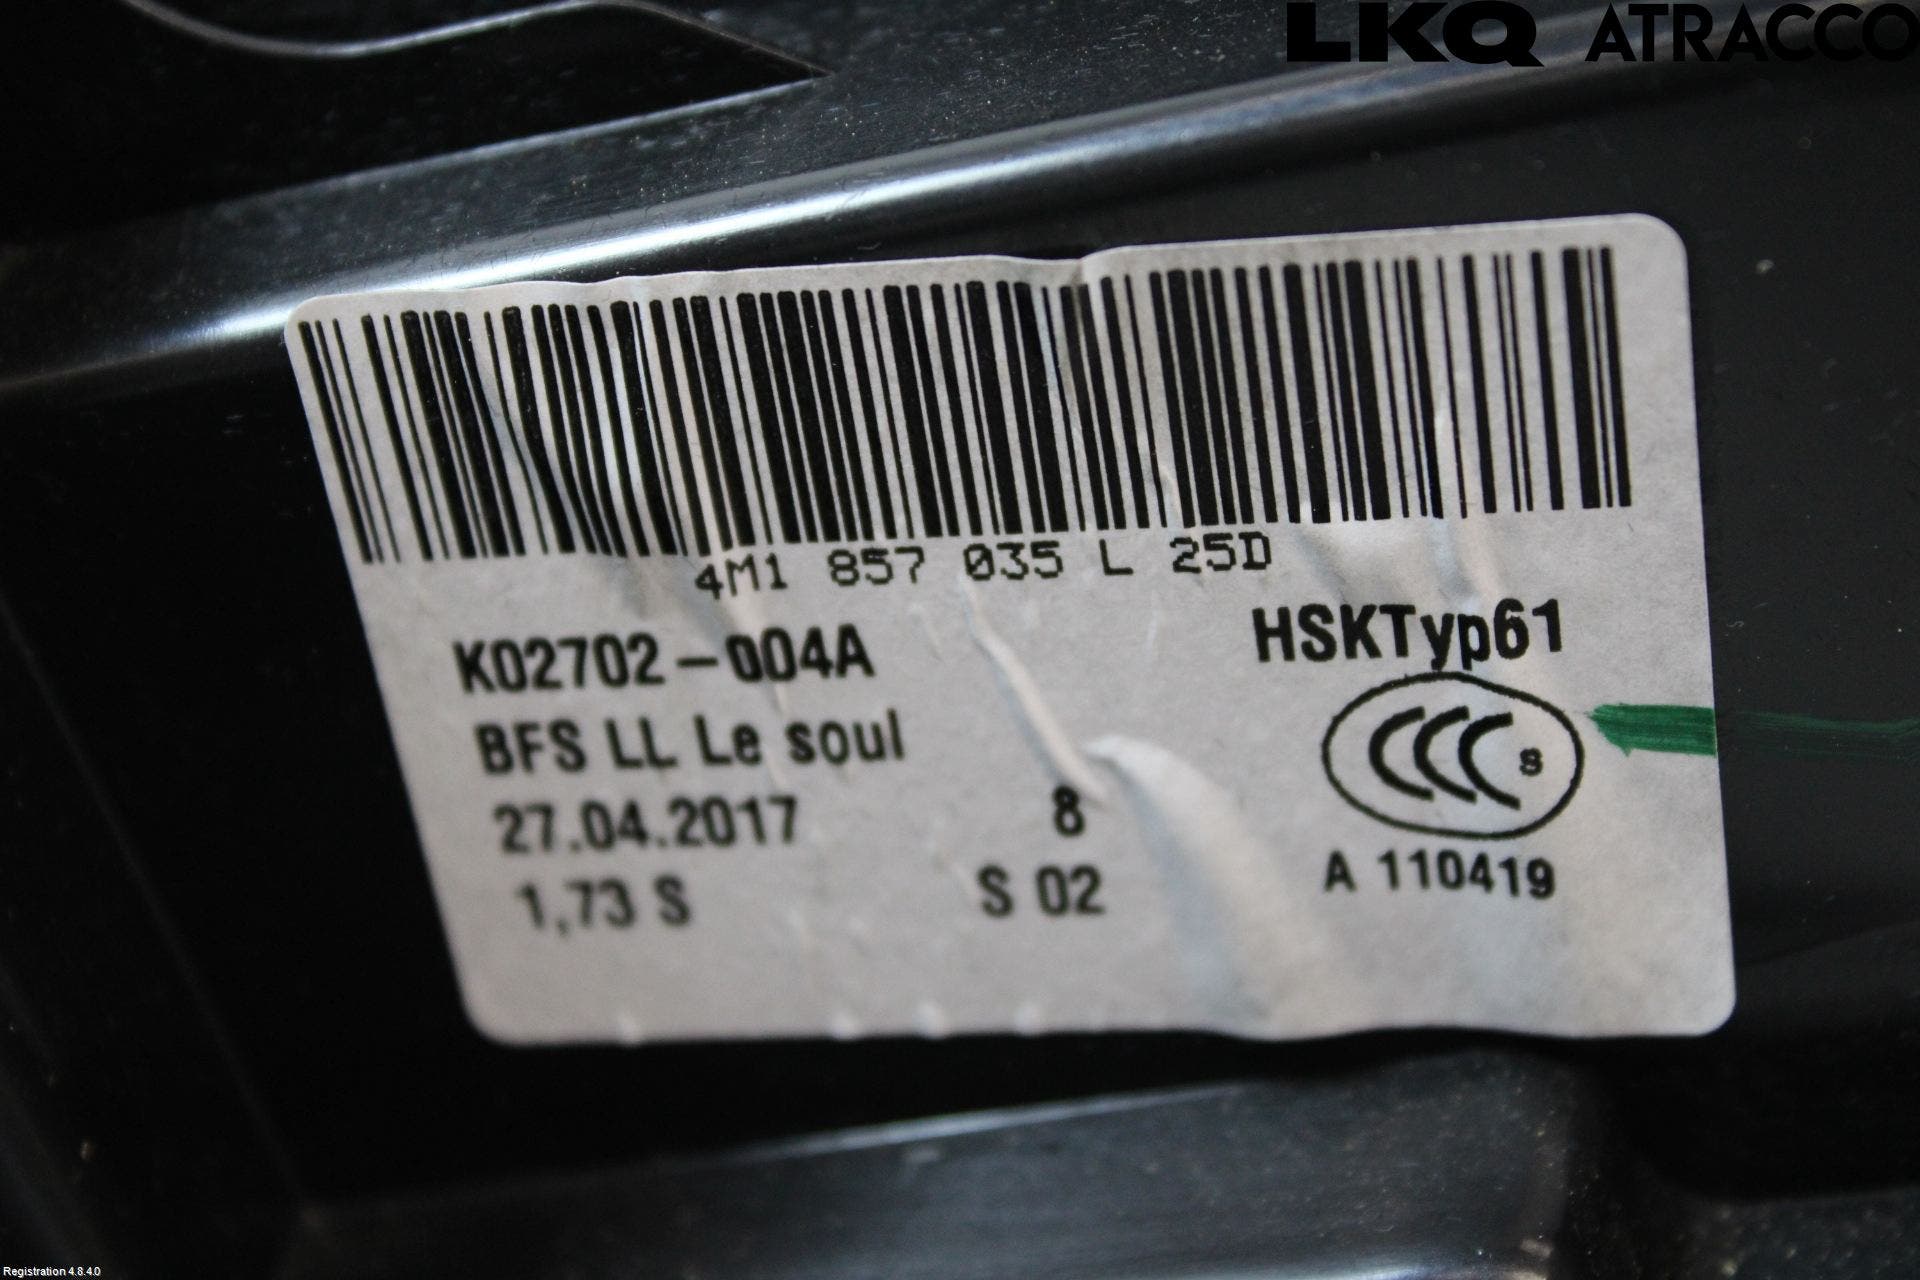 LKQ ATRACCO
4M1 857 035 L 25D
K02702-004A HSKTyp61
BFS LL Le soul
CCC S
27.04.2017 8
1,73 S S 02 A 110419
Registration 4.8.4.0